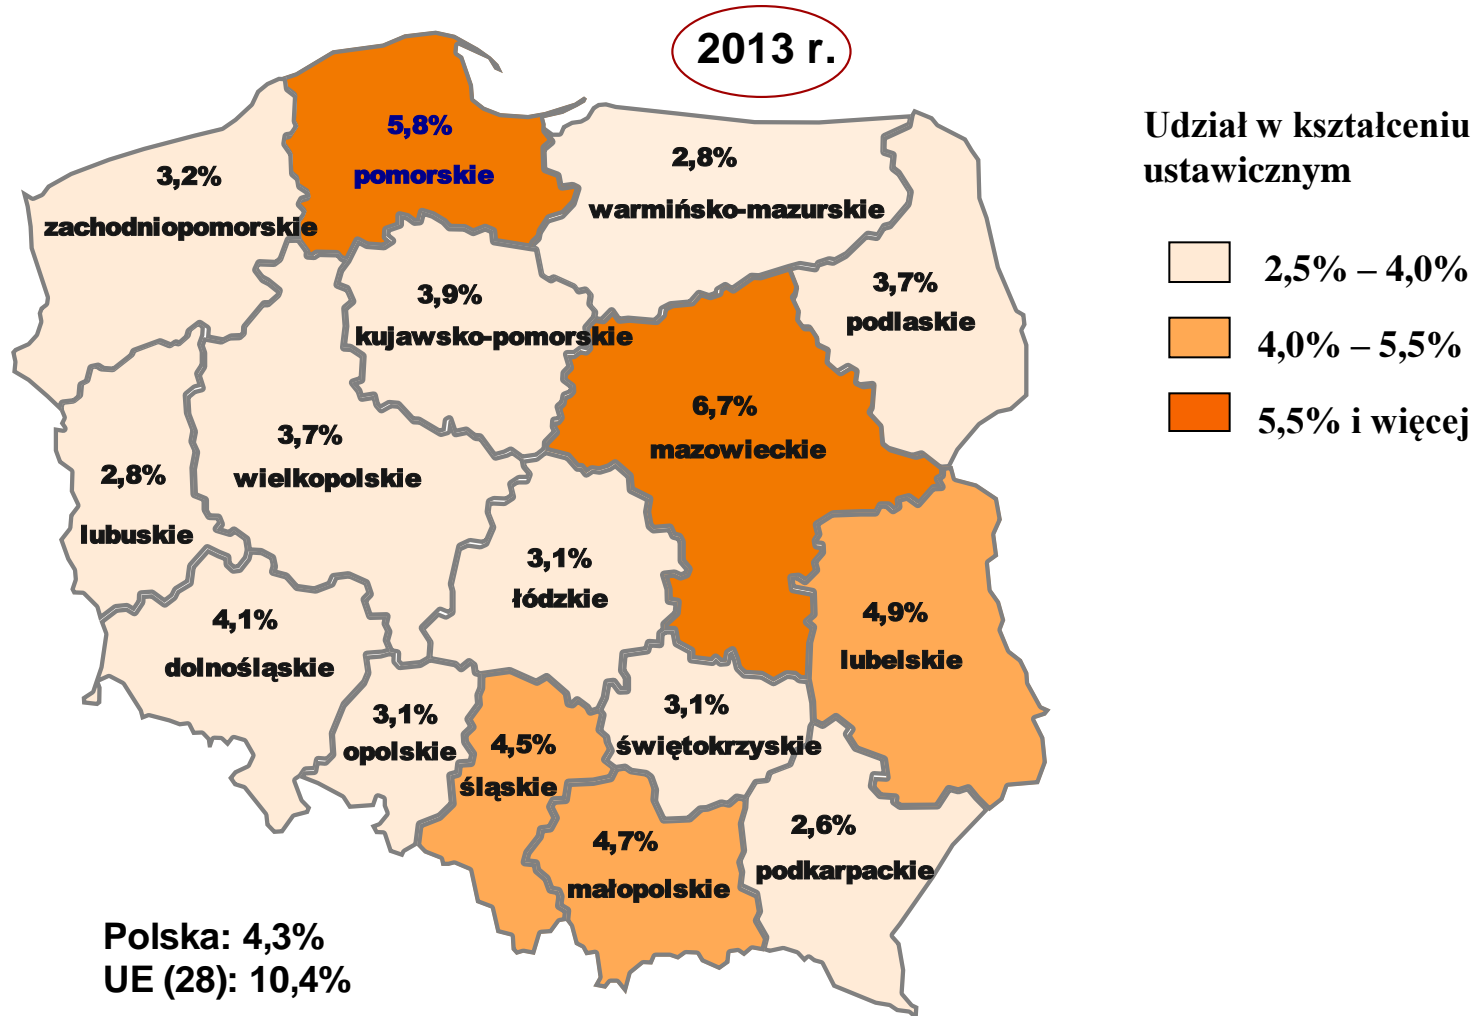 2013 r.
5,8%
pomorskie
3,2%
zachodniopomorskie
2,8%
warmińsko-mazurskie
3,9%
kujawsko-pomorskie
3,7%
podlaskie
6,7%
mazowieckie
3,7%
wielkopolskie
2,8%
lubuskie
3,1%
łódzkie
4,1%
dolnośląskie
4,9%
lubelskie
3,1%
opolskie
4,5%
śląskie
3,1%
świętokrzyskie
4,7%
małopolskie
2,6%
podkarpackie
Polska: 4,3%
UE (28): 10,4%
Udział w kształceniu
ustawicznym
2,5% – 4,0%
4,0% – 5,5%
5,5% i więcej